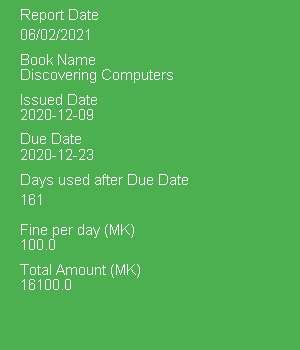 Report Date
06/02/2021
Book Name
Discovering Computers
Issued Date
2020-12-09
Due Date
2020-12-23
Days used after Due Date
161
Fine per day (MK)
100.0
Total Amount (MK)
16100.0